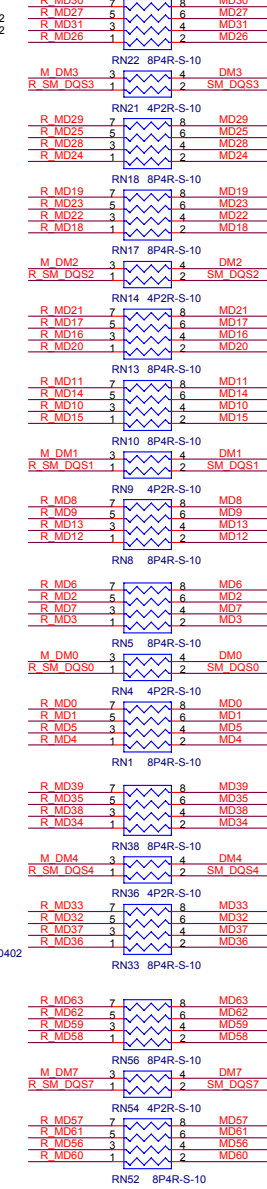 R_MD30 7 8 MD30
2 R_MD27 5 6 MD27
2 R_MD31 3 4 MD31
R_MD26 1 2 MD26
RN22 8P4R-S-10
M_DM3 3 4 DM3
R_SM_DQS3 1 2 SM_DQS3
RN21 4P2R-S-10
R_MD29 7 8 MD29
R_MD25 5 6 MD25
R_MD28 3 4 MD28
R_MD24 1 2 MD24
RN18 8P4R-S-10
R_MD19 7 8 MD19
R_MD23 5 6 MD23
R_MD22 3 4 MD22
R_MD18 1 2 MD18
RN17 8P4R-S-10
M_DM2 3 4 DM2
R_SM_DQS2 1 2 SM_DQS2
RN14 4P2R-S-10
R_MD21 7 8 MD21
R_MD17 5 6 MD17
R_MD16 3 4 MD16
R_MD20 1 2 MD20
RN13 8P4R-S-10
R_MD11 7 8 MD11
R_MD14 5 6 MD14
R_MD10 3 4 MD10
R_MD15 1 2 MD15
RN10 8P4R-S-10
M_DM1 3 4 DM1
R_SM_DQS1 1 2 SM_DQS1
RN9 4P2R-S-10
R_MD8 7 8 MD8
R_MD9 5 6 MD9
R_MD13 3 4 MD13
R_MD12 1 2 MD12
RN8 8P4R-S-10
R_MD6 7 8 MD6
R_MD2 5 6 MD2
R_MD7 3 4 MD7
R_MD3 1 2 MD3
RN5 8P4R-S-10
M_DM0 3 4 DM0
R_SM_DQS0 1 2 SM_DQS0
RN4 4P2R-S-10
R_MD0 7 8 MD0
R_MD1 5 6 MD1
R_MD5 3 4 MD5
R_MD4 1 2 MD4
RN1 8P4R-S-10
R_MD39 7 8 MD39
R_MD35 5 6 MD35
R_MD38 3 4 MD38
R_MD34 1 2 MD34
RN38 8P4R-S-10
M_DM4 3 4 DM4
R_SM_DQS4 1 2 SM_DQS4
RN36 4P2R-S-10
R_MD33 7 8 MD33
R_MD32 5 6 MD32
R_MD37 3 4 MD37
R_MD36 1 2 MD36
0402
RN33 8P4R-S-10
R_MD63 7 8 MD63
R_MD62 5 6 MD62
R_MD59 3 4 MD59
R_MD58 1 2 MD58
RN56 8P4R-S-10
M_DM7 3 4 DM7
R_SM_DQS7 1 2 SM_DQS7
RN54 4P2R-S-10
R_MD57 7 8 MD57
R_MD61 5 6 MD61
R_MD56 3 4 MD56
R_MD60 1 2 MD60
RN52 8P4R-S-10